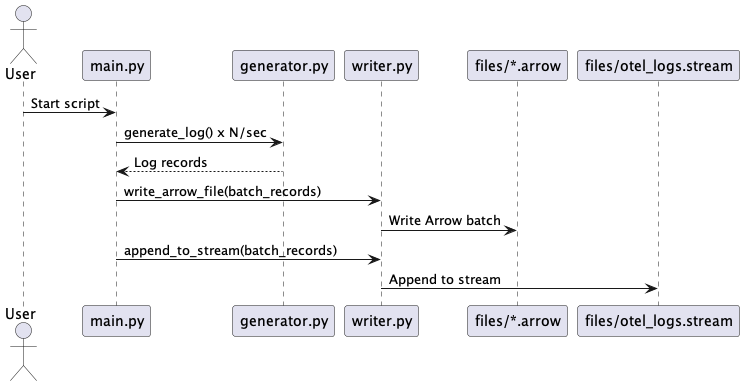 User
main.py
generator.py
writer.py
files/*.arrow
files/otel_logs.stream
Start script
generate_log() x N/sec
Log records
write_arrow_file(batch_records)
Write Arrow batch
append_to_stream(batch_records)
Append to stream
User
main.py
generator.py
writer.py
files/*.arrow
files/otel_logs.stream